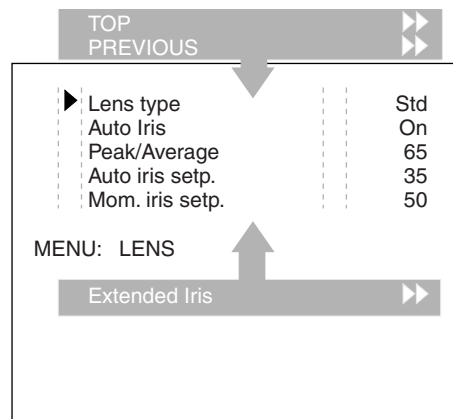 TOP
PREVIOUS
Lens type Std
Auto Iris On
Peak/Average 65
Auto iris setp. 35
Mom. iris setp. 50
MENU: LENS
Extended Iris